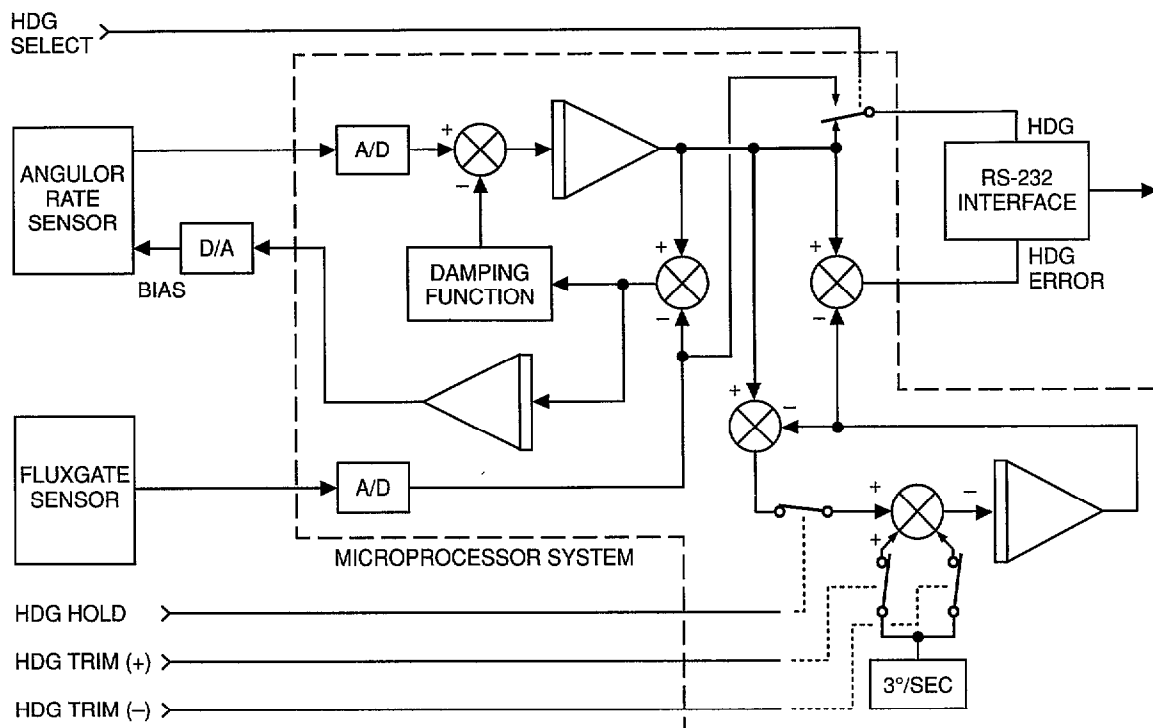 HDG
SELECT
ANGULOR
RATE
SENSOR
A/D
+
−
D/A
BIAS
DAMPING
FUNCTION
+
−
+
−
HDG
RS-232
INTERFACE
HDG
ERROR
+
−
FLUXGATE
SENSOR
A/D
+
+
−
MICROPROCESSOR SYSTEM
HDG HOLD
HDG TRIM (+)
HDG TRIM (−)
3°/SEC